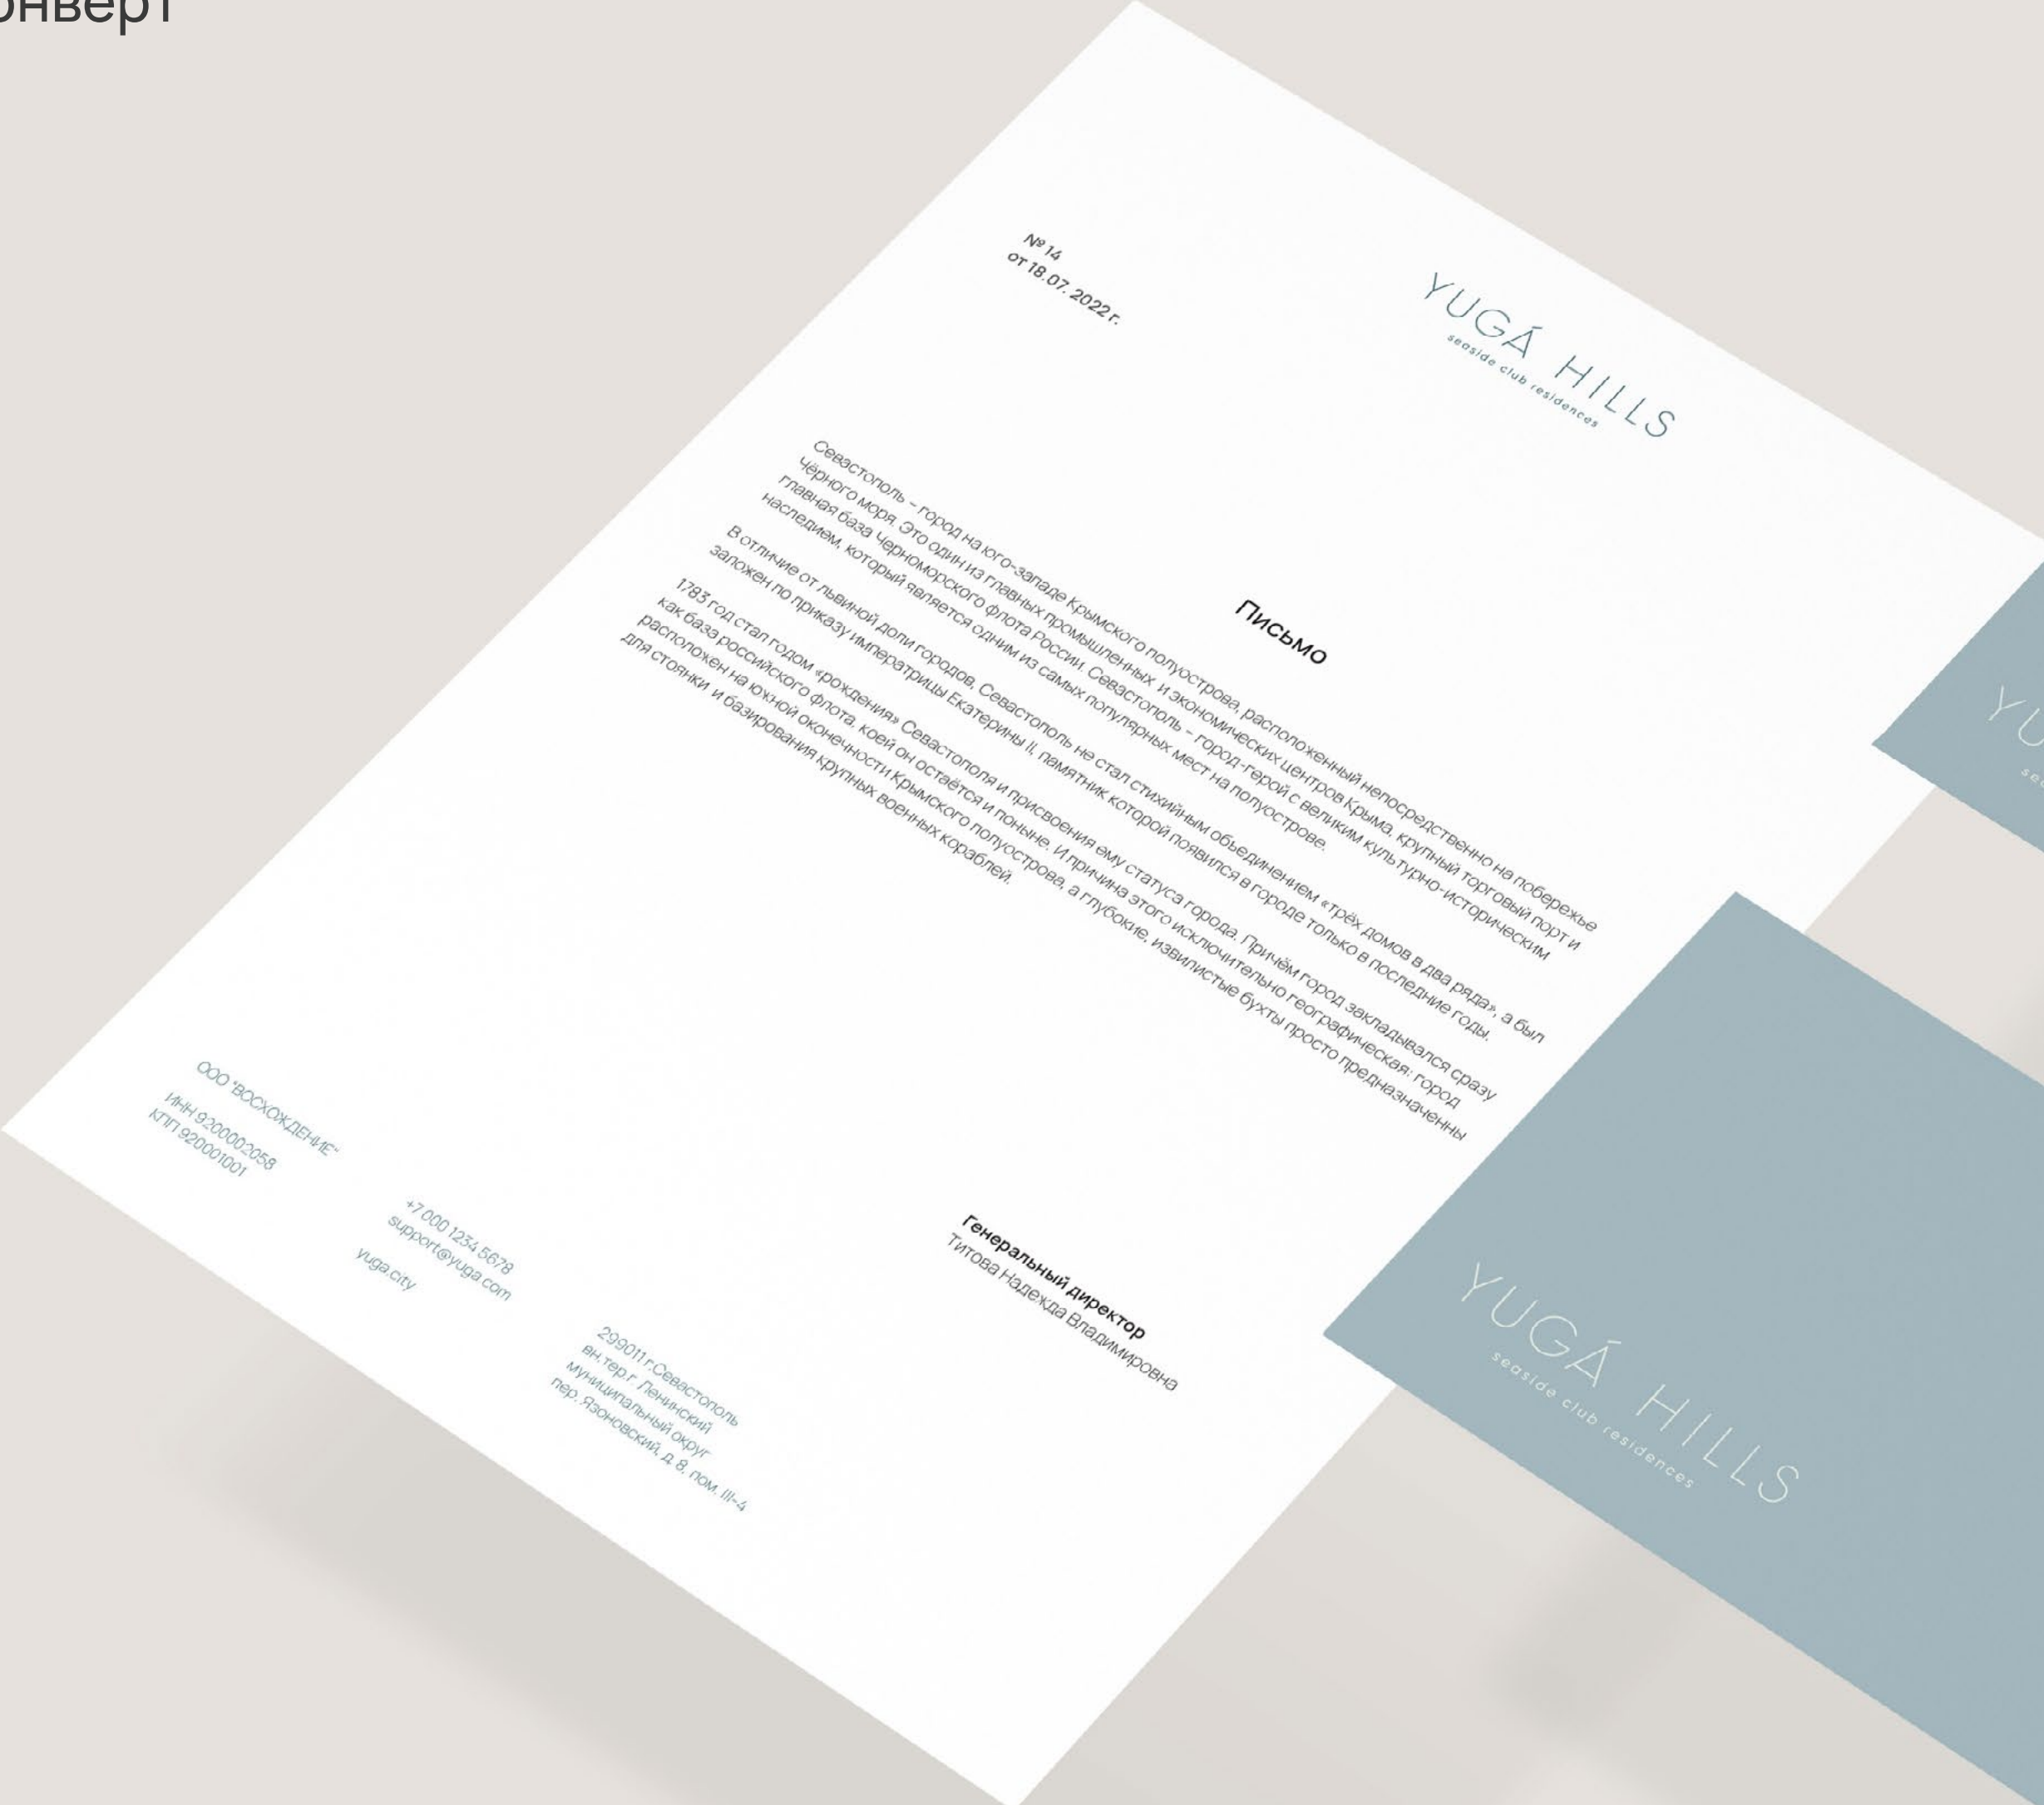 № 14
от 18.07. 2022 г.
YUGÁ HILLS
seaside club residences
Письмо
Севастополь – город на юго-западе Крымского полуострова, расположенный непосредственно на побережье
Чёрного моря. Это один из главных промышленных и экономических центров Крыма, крупный торговый порт и
главная база Черноморского флота России. Севастополь – город-герой с великим культурно-историческим
наследием, который является одним из самых популярных мест на полуострове.
В отличие от львиной доли городов, Севастополь не стал стихийным объединением «трёх домов в два ряда», а был
заложен по приказу императрицы Екатерины II, памятник которой появился в городе только в последние годы.
1783 год стал годом «рождения» Севастополя и присвоения ему статуса города. Причём город закладывался сразу
как база российского флота, коей он остаётся и поныне. И причина этого исключительно географическая: город
расположен на южной оконечности Крымского полуострова, а глубокие, извилистые бухты просто предназначенны
для стоянки и базирования крупных военных кораблей.
Генеральный директор
Титова Надежда Владимировна
ООО "ВОСХОЖДЕНИЕ"
ИНН 9200002058
КПП 920001001
+7 000 1234 5678
support@yuga.com
yuga.city
299011 г.Севастополь
вн.тер.г. Ленинский
муниципальный округ
пер. Язоновский, д. 8, пом. III-4
YUGÁ HILLS
seaside club residences